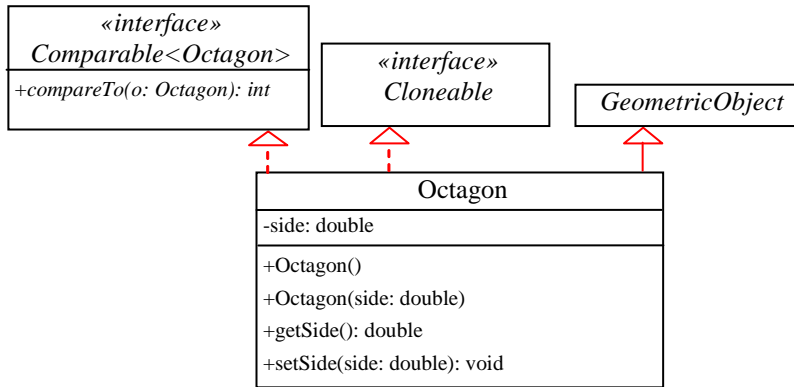 «interface»
Comparable<Octagon>
+compareTo(o: Octagon): int
«interface»
Cloneable
GeometricObject
Octagon
-side: double
+Octagon()
+Octagon(side: double)
+getSide(): double
+setSide(side: double): void